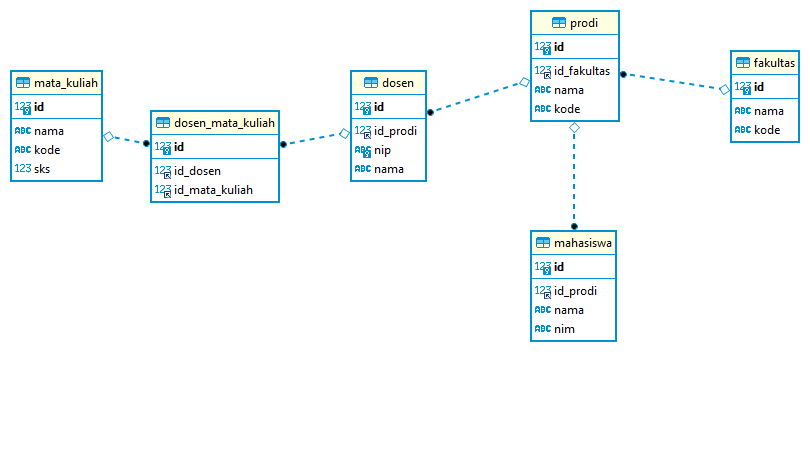 mata_kuliah
123 id
ABC nama
ABC kode
123 sks
dosen_mata_kuliah
123 id
123 id_dosen
123 id_mata_kuliah
dosen
123 id
123 id_prodi
ABC nip
ABC nama
prodi
123 id
123 id_fakultas
ABC nama
ABC kode
fakultas
123 id
ABC nama
ABC kode
mahasiswa
123 id
123 id_prodi
ABC nama
ABC nim